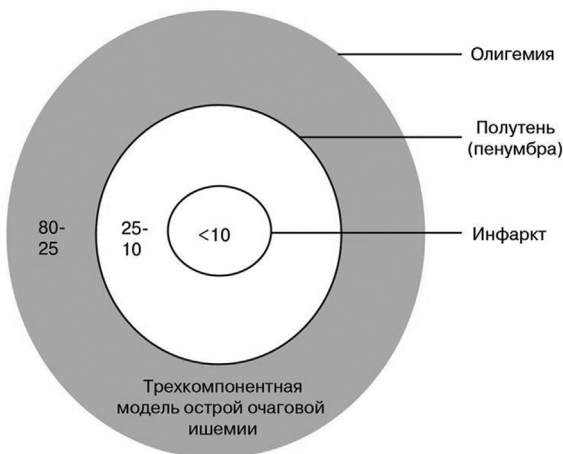 Олигемия
Полутень
(пенумбра)
80-
25
25-
10
<10
Инфаркт
Трехкомпонентная
модель острой очаговой
ишемии